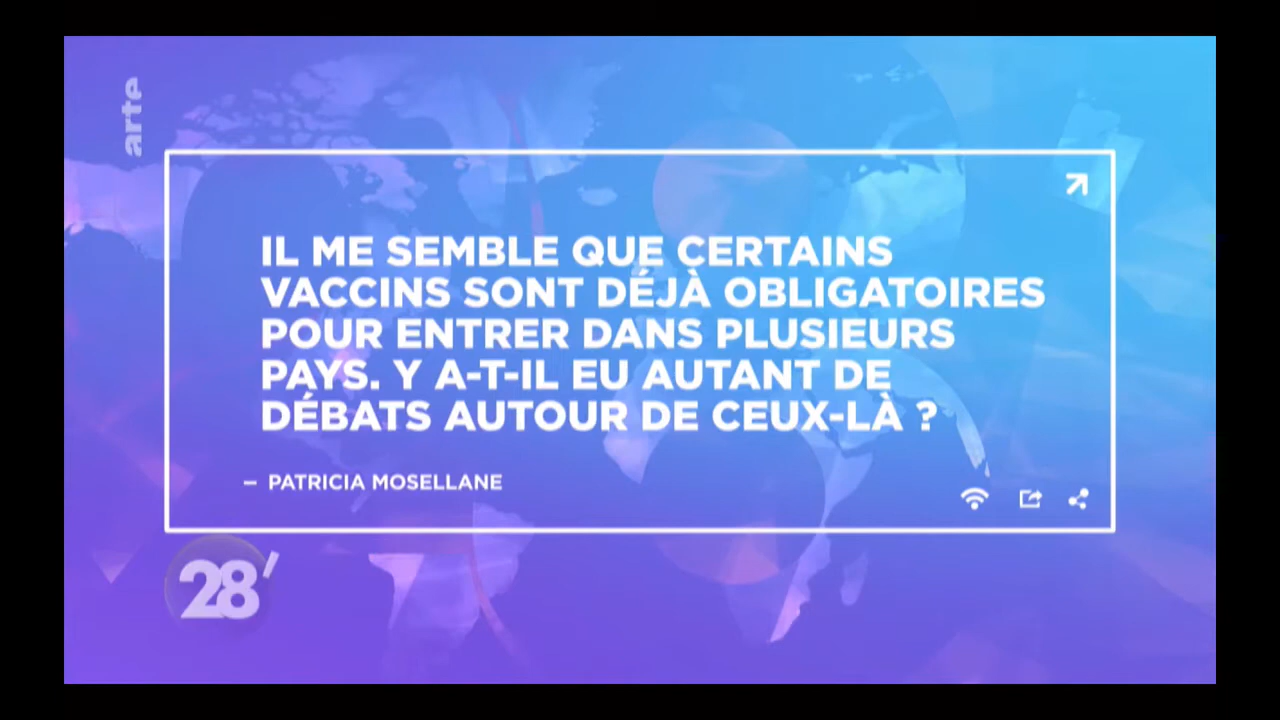 arte
IL ME SEMBLE QUE CERTAINS
VACCINS SONT DÉJÀ OBLIGATOIRES
POUR ENTRER DANS PLUSIEURS
PAYS. Y A-T-IL EU AUTANT DE
DÉBATS AUTOUR DE CEUX-LÀ ?
– PATRICIA MOSELLANE
28'